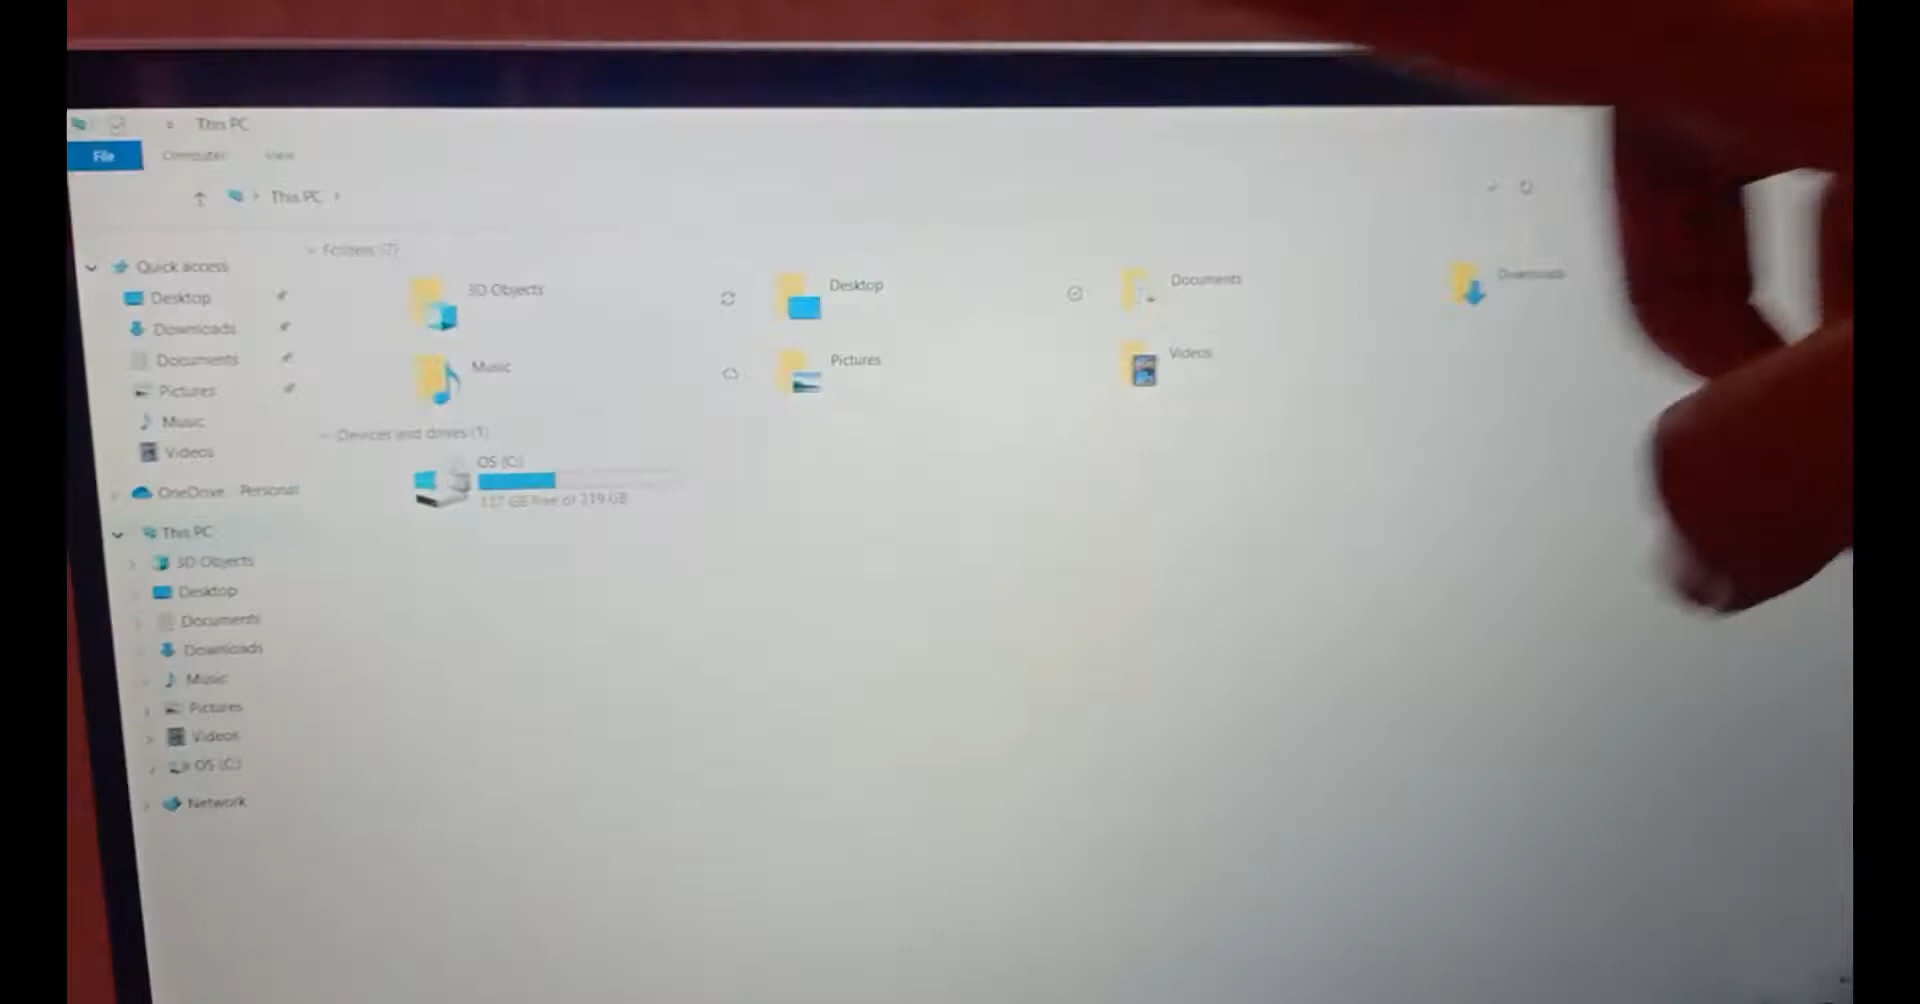 This PC
File Computer View
This PC
Quick access
Desktop
Downloads
Documents
Pictures
Music
Videos
OneDrive Personal
This PC
3D Objects
Desktop
Documents
Downloads
Music
Pictures
Videos
OS (C:)
Network
Folders (7)
3D Objects
Desktop
Documents
Downloads
Music
Pictures
Videos
Devices and drives (1)
OS (C:)
GB free of 219 GB